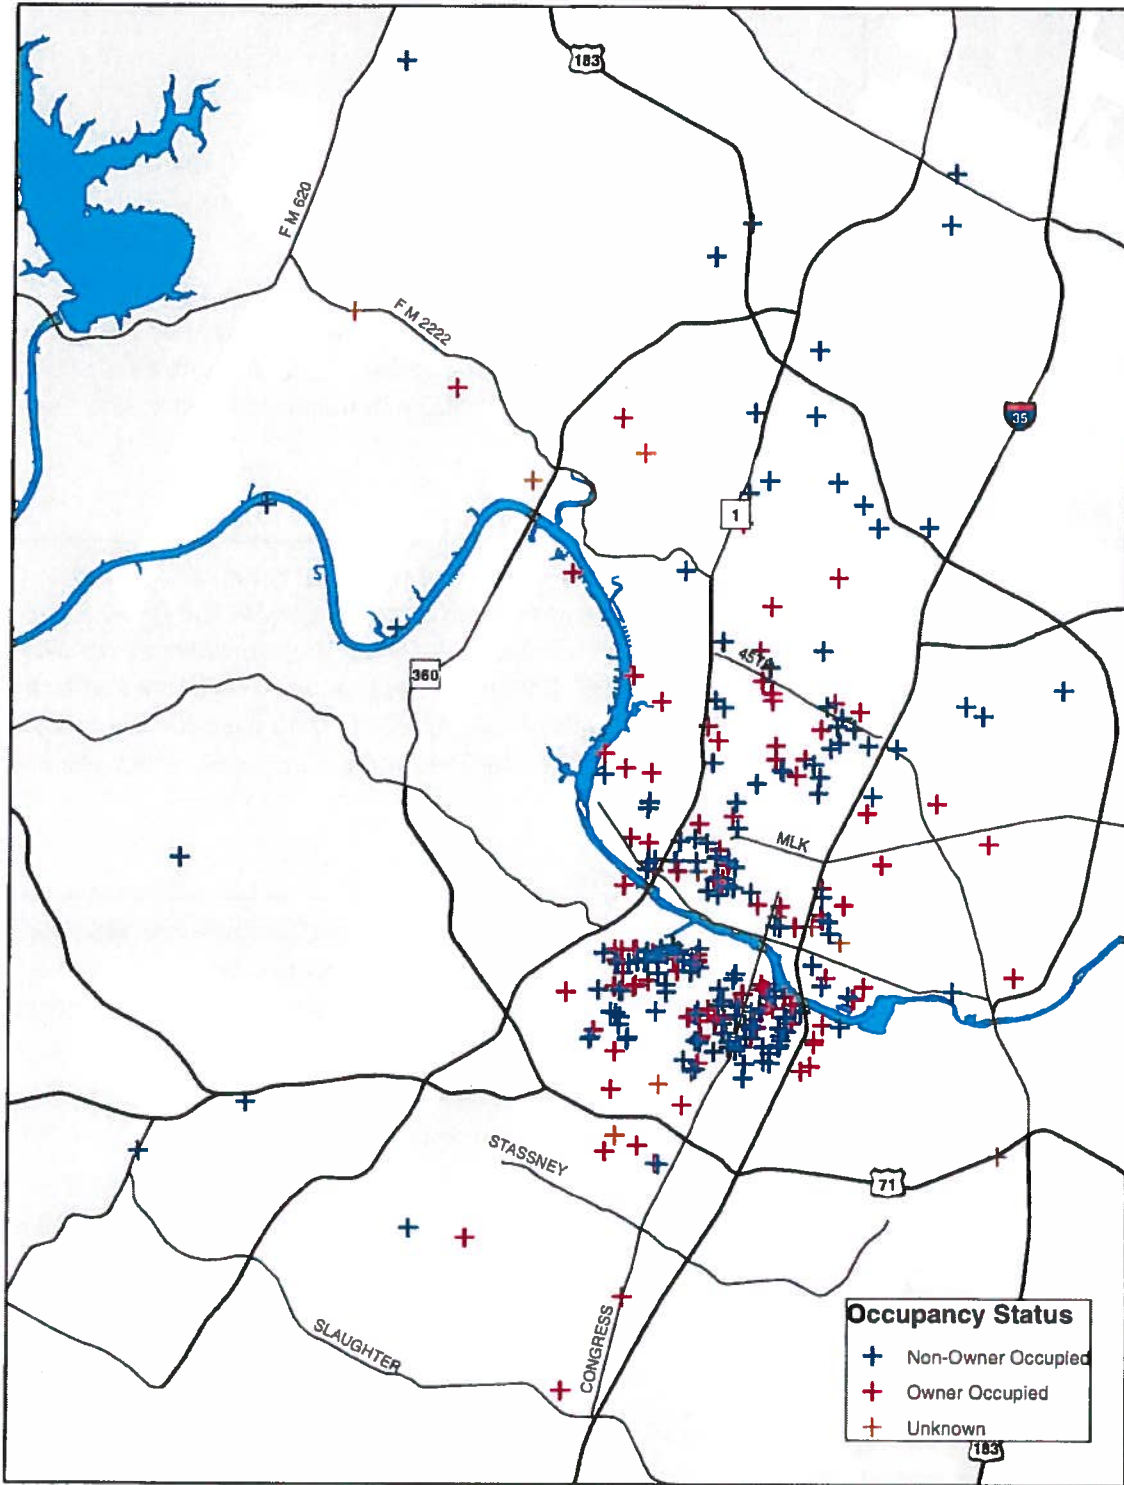 183
F M 620
F M 2222
35
1
45TH
360
MLK
STASSNEY
71
SLAUGHTER
CONGRESS
Occupancy Status
Non-Owner Occupied
Owner Occupied
Unknown
183